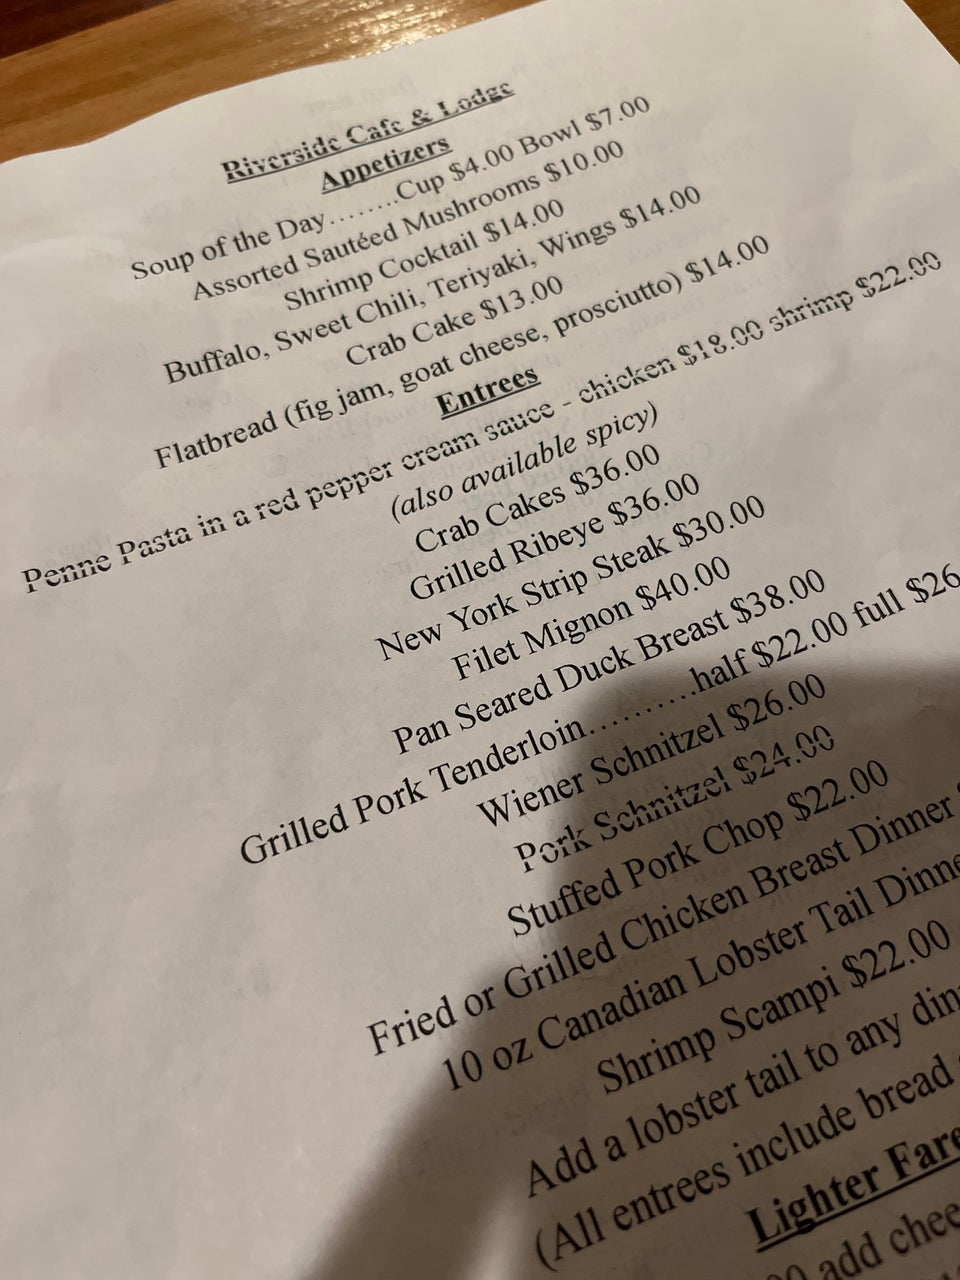 Riverside Cafe & Lodge
Appetizers
Soup of the Day........Cup $4.00 Bowl $7.00
Assorted Sautéed Mushrooms $10.00
Shrimp Cocktail $14.00
Buffalo, Sweet Chili, Teriyaki, Wings $14.00
Crab Cake $13.00
Flatbread (fig jam, goat cheese, prosciutto) $14.00
Entrees
Penne Pasta in a red pepper cream sauce - chicken $18.00 shrimp $22.00
(also available spicy)
Crab Cakes $36.00
Grilled Ribeye $36.00
New York Strip Steak $30.00
Filet Mignon $40.00
Pan Seared Duck Breast $38.00
Grilled Pork Tenderloin..........half $22.00 full $26
Wiener Schnitzel $26.00
Pork Schnitzel $24.00
Stuffed Pork Chop $22.00
Fried or Grilled Chicken Breast Dinner
10 oz Canadian Lobster Tail Dinne
Shrimp Scampi $22.00
Add a lobster tail to any din
(All entrees include bread
Lighter Fare
00 add chee